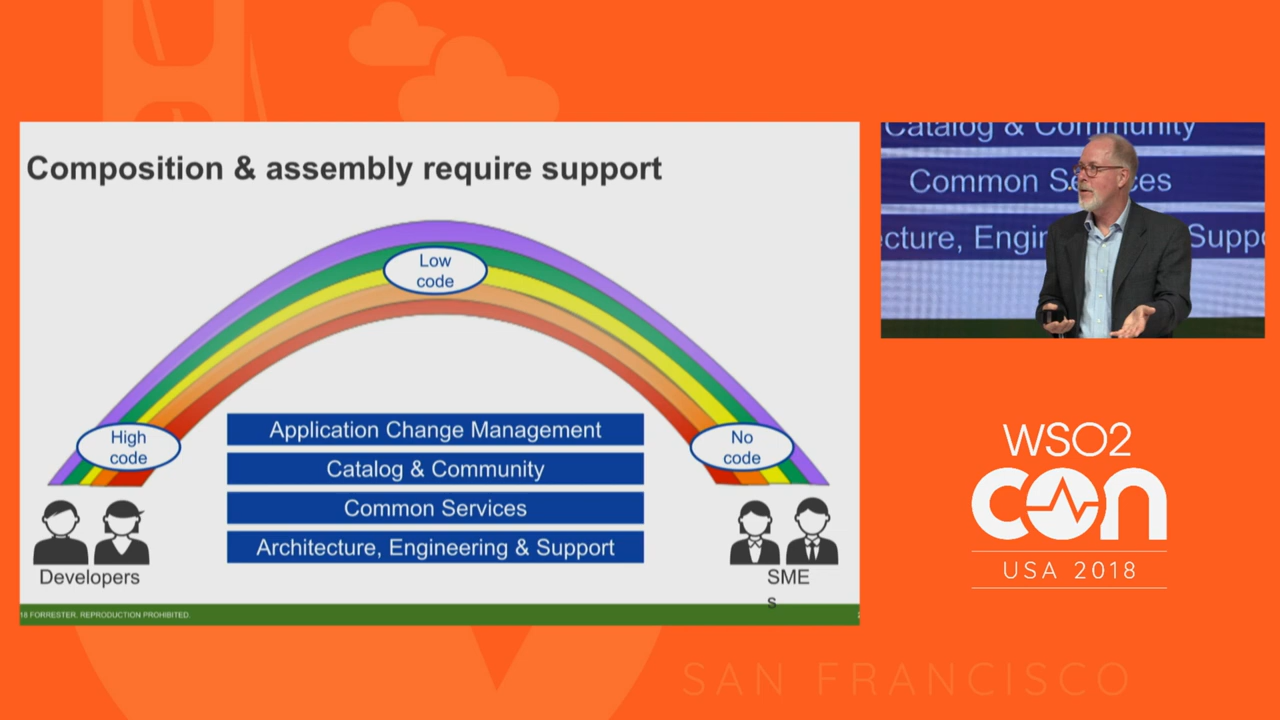 Composition & assembly require support
Low
code
High
code
No
code
Application Change Management
Catalog & Community
Common Services
Architecture, Engineering & Support
Developers
SME
s
18 FORRESTER. REPRODUCTION PROHIBITED.
Catalog & Community
Common Services
ecture, Engin Suppo
WSO2
CON
USA 2018
SAN FRANCISCO